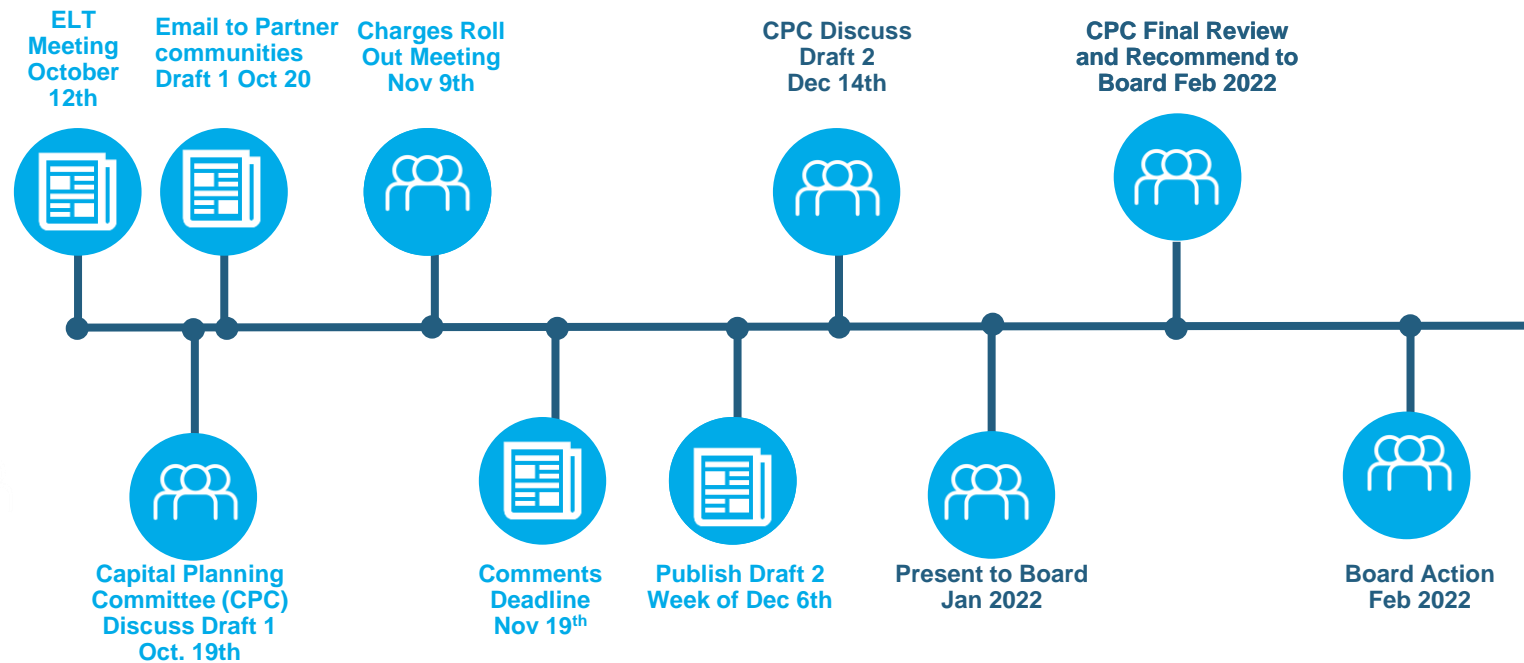 ELT
Meeting
October
12th
Email to Partner
communities
Draft 1 Oct 20
Charges Roll
Out Meeting
Nov 9th
CPC Discuss
Draft 2
Dec 14th
CPC Final Review
and Recommend to
Board Feb 2022
Capital Planning
Committee (CPC)
Discuss Draft 1
Oct. 19th
Comments
Deadline
Nov 19th
Publish Draft 2
Week of Dec 6th
Present to Board
Jan 2022
Board Action
Feb 2022